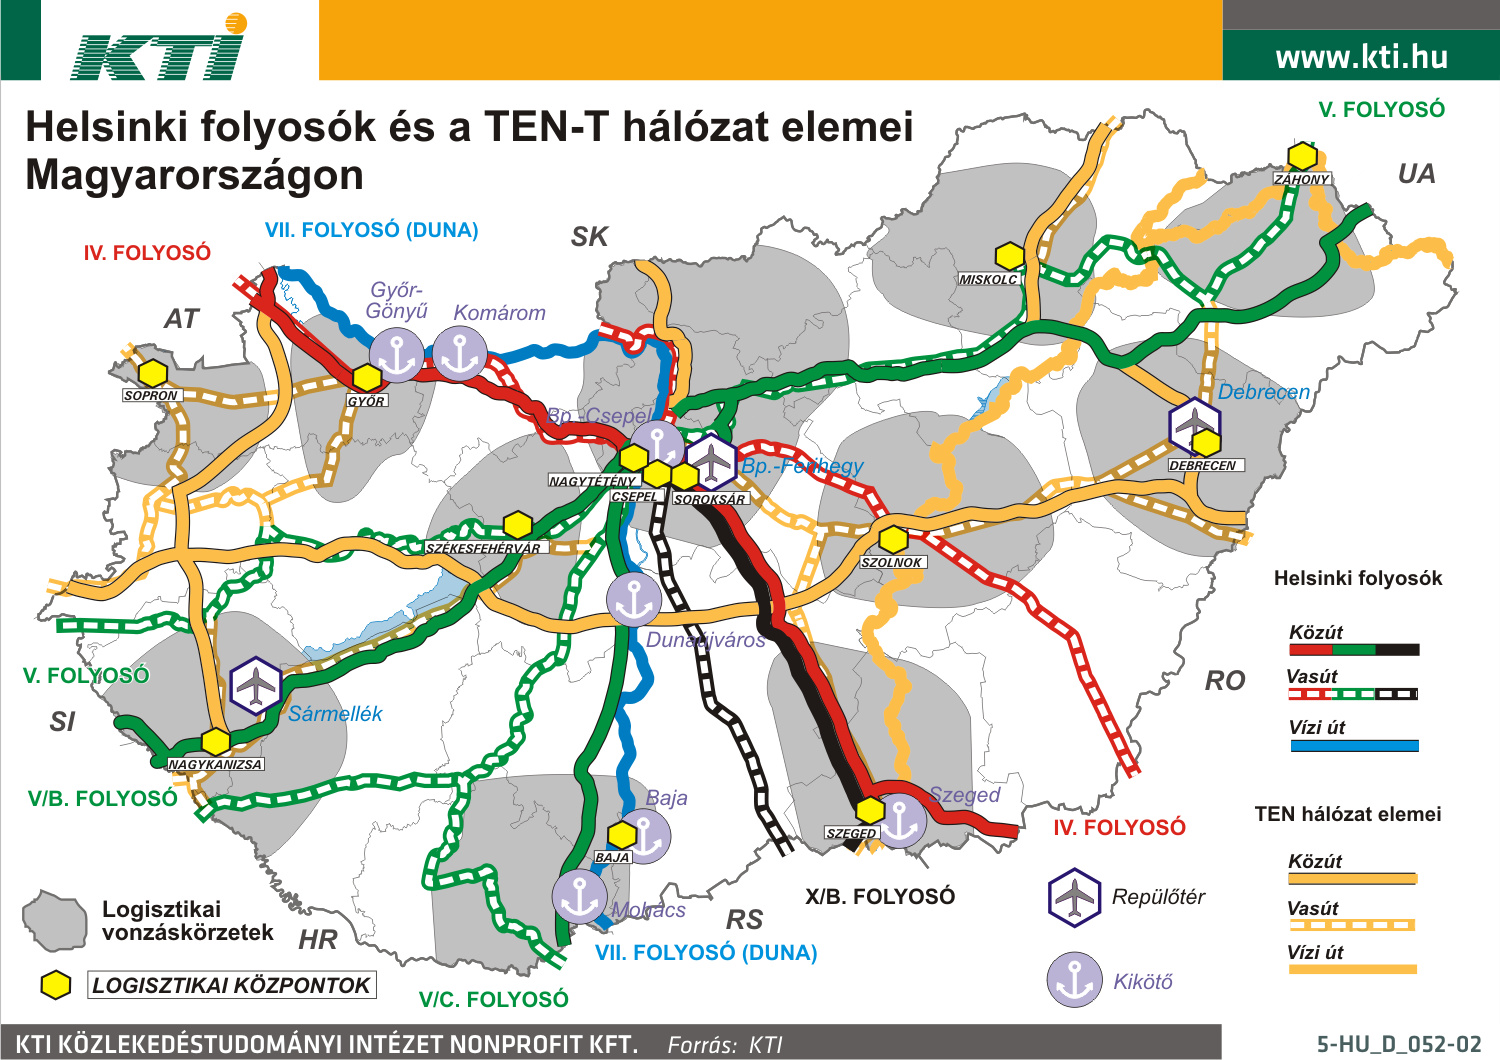 KTI
www.kti.hu
Helsinki folyosók és a TEN-T hálózat elemei
Magyarországon
V. FOLYOSÓ
UA
ZÁHONY
VII. FOLYOSÓ (DUNA)
SK
IV. FOLYOSÓ
MISKOLC
Győr-
Gönyű
Komárom
AT
SOPRON
GYŐR
Debrecen
Bp.-Csepel
DEBRECEN
Bp.-Ferihegy
NAGYTÉTÉNY
CSEPEL
SOROKSÁR
SZÉKESFEHÉRVÁR
SZOLNOK
Helsinki folyosók
Közút
Dunaújváros
V. FOLYOSÓ
RO
Vasút
SI
Sármellék
Vízi út
NAGYKANIZSA
V/B. FOLYOSÓ
Baja
Szeged
SZEGED
IV. FOLYOSÓ
TEN hálózat elemei
BAJA
Közút
X/B. FOLYOSÓ
Repülőtér
Logisztikai
vonzáskörzetek
HR
Mohács
RS
Vasút
VII. FOLYOSÓ (DUNA)
Vízi út
LOGISZTIKAI KÖZPONTOK
V/C. FOLYOSÓ
Kikötő
KTI KÖZLEKEDÉSTUDOMÁNYI INTÉZET NONPROFIT KFT. Forrás: KTI
5-HU_D_052-02